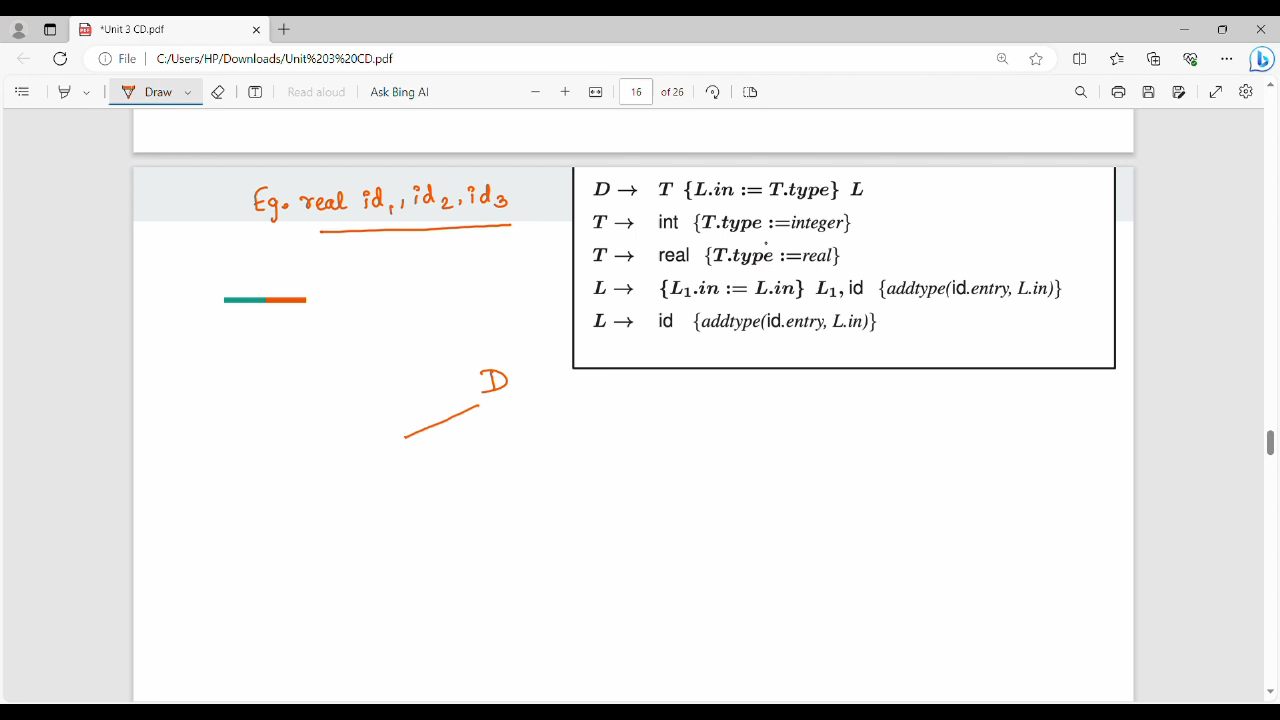 *Unit 3 CD.pdf
File C:/Users/HP/Downloads/Unit%203%20CD.pdf
Draw Read aloud Ask Bing AI 16 of 26
Eg. real id₁, id₂, id₃
D → T {L.in := T.type} L
T → int {T.type :=integer}
T → real {T.type :=real}
L → {L₁.in := L.in} L₁, id {addtype(id.entry, L.in)}
L → id {addtype(id.entry, L.in)}
D